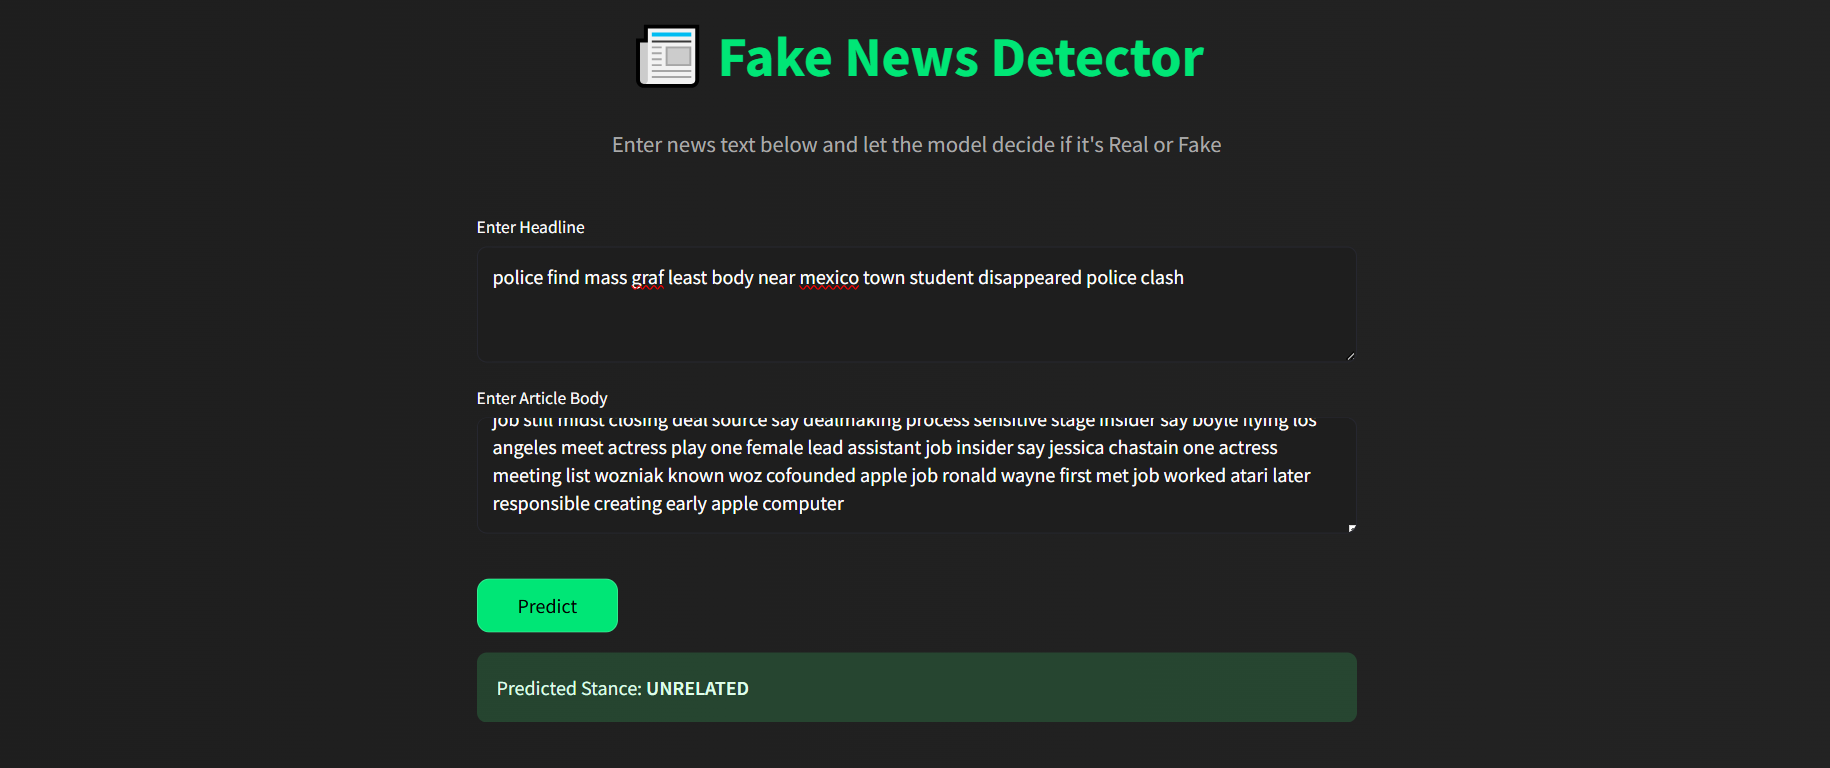 Fake News Detector
Enter news text below and let the model decide if it's Real or Fake
Enter Headline
police find mass graf least body near mexico town student disappeared police clash
Enter Article Body
job still midst closing deal source say dealmaking process sensitive stage insider say boyle flying los
angeles meet actress play one female lead assistant job insider say jessica chastain one actress
meeting list wozniak known woz cofounded apple job ronald wayne first met job worked atari later
responsible creating early apple computer
Predict
Predicted Stance: UNRELATED